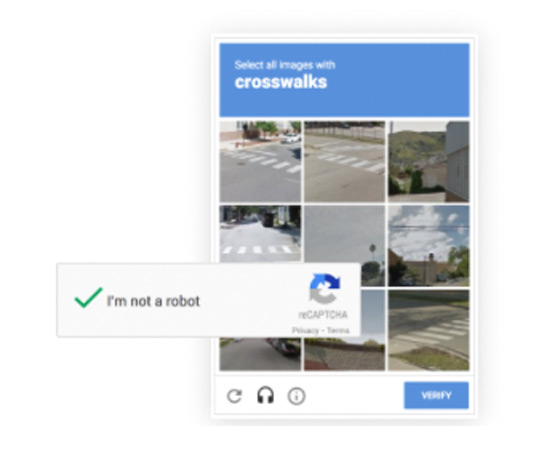 Select all images with
crosswalks
I'm not a robot
reCAPTCHA
Privacy - Terms
VERIFY